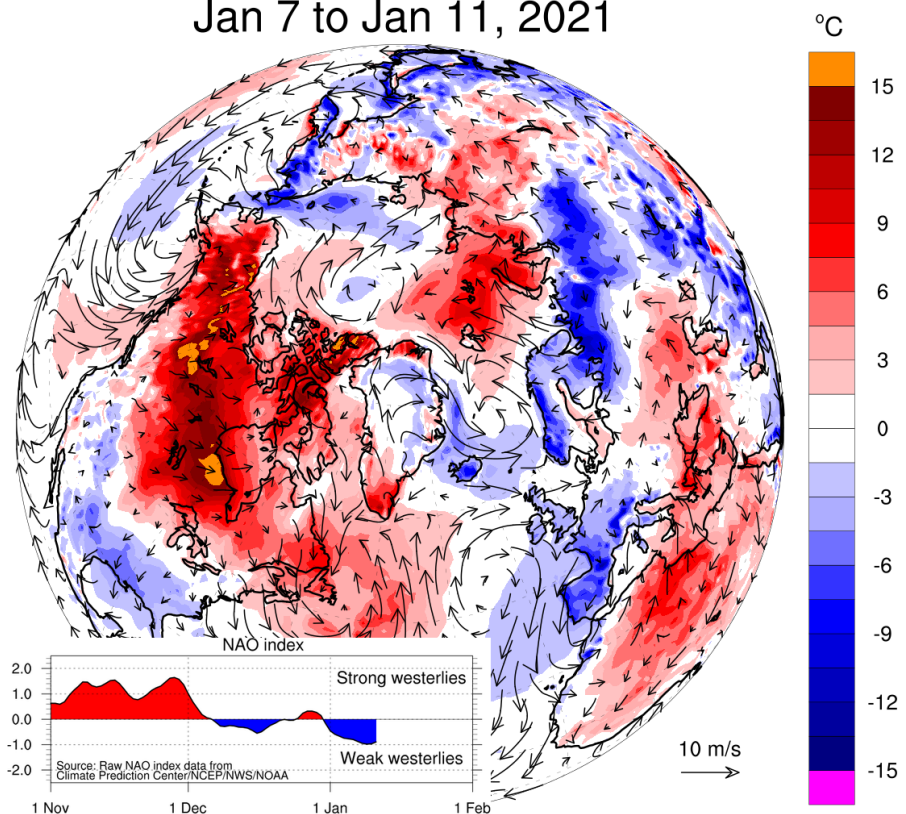 Jan 7 to Jan 11, 2021
°C
15
12
9
6
3
0
-3
-6
-9
-12
-15
10 m/s
NAO index
2.0
1.0
0.0
-1.0
-2.0
Strong westerlies
Weak westerlies
Source: Raw NAO index data from
Climate Prediction Center/NCEP/NWS/NOAA
1 Nov 1 Dec 1 Jan 1 Feb